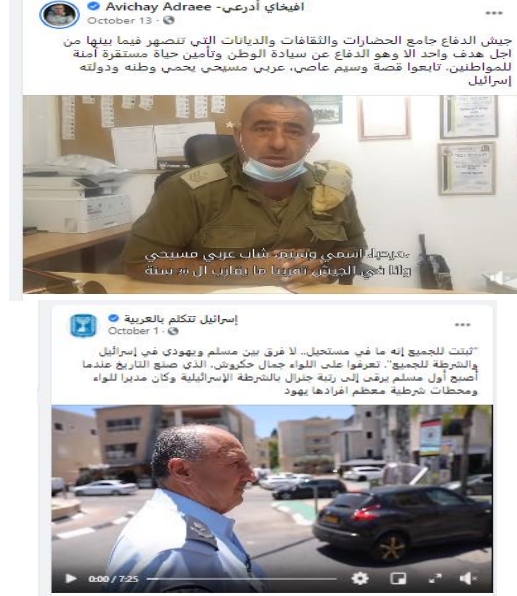 Avichay Adraee -افيخاي أدرعي
October 13 ·
جيش الدفاع جامع الحضارات والثقافات والديانات التي تنصهر فيما بينها من
اجل هدف واحد الا وهو الدفاع عن سيادة الوطن وتأمين حياة مستقرة آمنة
للمواطنين. تابعوا قصة وسيم عاصي، عربي مسيحي يحمي وطنه ودولته
إسرائيل
مرحبا، اسمي وسيم، شاب عربي مسيحي
وانا في الجيش تقريبا ما يقارب ال سنة
إسرائيل تتكلم بالعربية
October 1 ·
"ثبتت للجميع إنه ما في مستحيل.. لا فرق بين مسلم ويهودي في إسرائيل
والشرطة للجميع". تعرفوا على اللواء جمال حكروش، الذي صنع التاريخ عندما
أصبح أول مسلم يرقى إلى رتبة جنرال بالشرطة الإسرائيلية وكان مديرا للواء
ومحطات شرطية معظم افرادها يهود
0:00 / 7:25